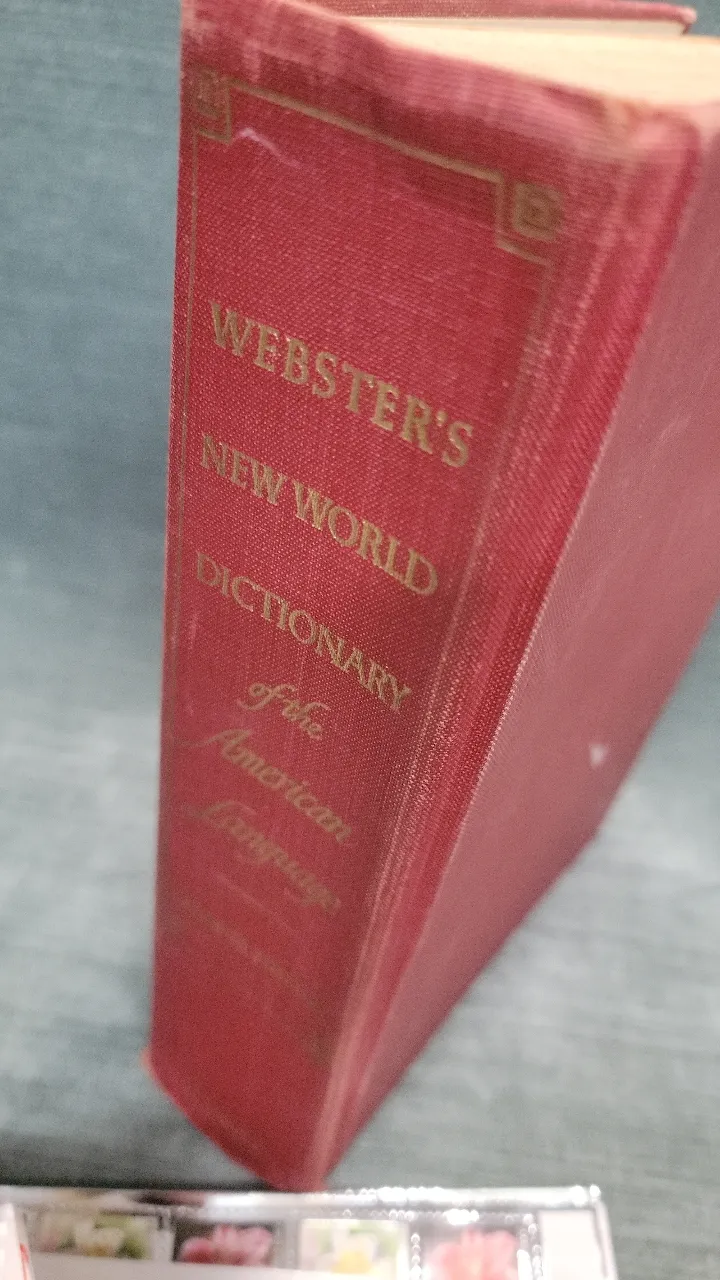 WEBSTER'S
NEW WORLD
DICTIONARY
of the
American
Language